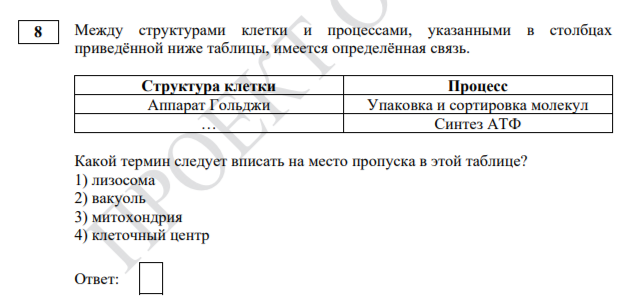 8
Между структурами клетки и процессами, указанными в столбцах
приведённой ниже таблицы, имеется определённая связь.
Структура клетки Процесс
Аппарат Гольджи Упаковка и сортировка молекул
… Синтез АТФ
Какой термин следует вписать на место пропуска в этой таблице?
1) лизосома
2) вакуоль
3) митохондрия
4) клеточный центр
Ответ:
ПРОЕКТ О